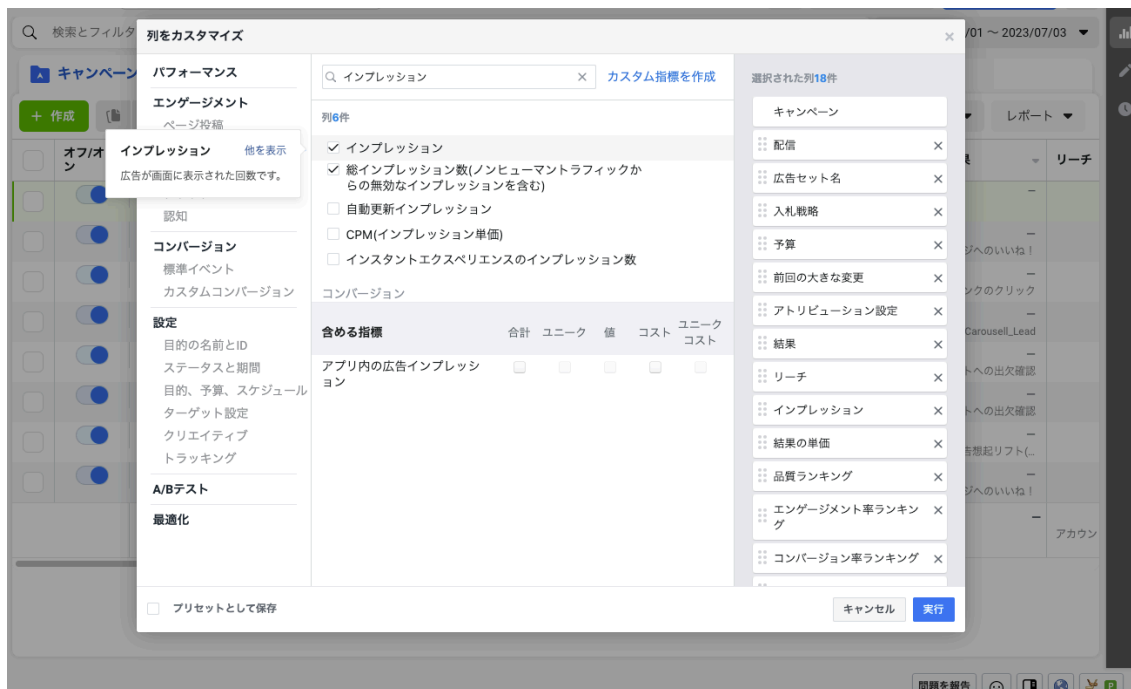 検索とフィルタ
/01 ～ 2023/07/03
キャンペーン
+ 作成
レポート
オフ/オ
ン
リーチ
列をカスタマイズ
パフォーマンス
エンゲージメント
ページ投稿
認知
コンバージョン
標準イベント
カスタムコンバージョン
設定
目的の名前とID
ステータスと期間
目的、予算、スケジュール
ターゲット設定
クリエイティブ
トラッキング
A/Bテスト
最適化
インプレッション
他を表示
広告が画面に表示された回数です。
インプレッション
カスタム指標を作成
列6件
インプレッション
総インプレッション数(ノンヒューマントラフィックか
らの無効なインプレッションを含む)
自動更新インプレッション
CPM(インプレッション単価)
インスタントエクスペリエンスのインプレッション数
コンバージョン
含める指標
合計
ユニーク
値
コスト
ユニーク
コスト
アプリ内の広告インプレッシ
ョン
選択された列18件
キャンペーン
配信
広告セット名
入札戦略
予算
前回の大きな変更
アトリビューション設定
結果
リーチ
インプレッション
結果の単価
品質ランキング
エンゲージメント率ランキン
グ
コンバージョン率ランキング
ジへのいいね！
ンクのクリック
Carousell_Lead
トへの出欠確認
トへの出欠確認
告想起リフト(...
ジへのいいね！
アカウン
プリセットとして保存
キャンセル
実行
問題を報告